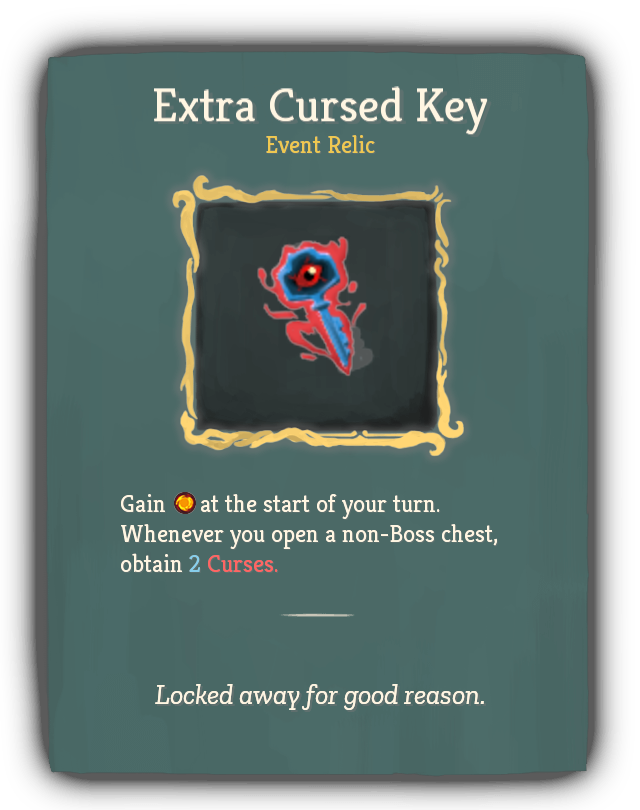 Extra Cursed Key
Event Relic
Gain at the start of your turn.
Whenever you open a non-Boss chest,
obtain 2 Curses.
Locked away for good reason.